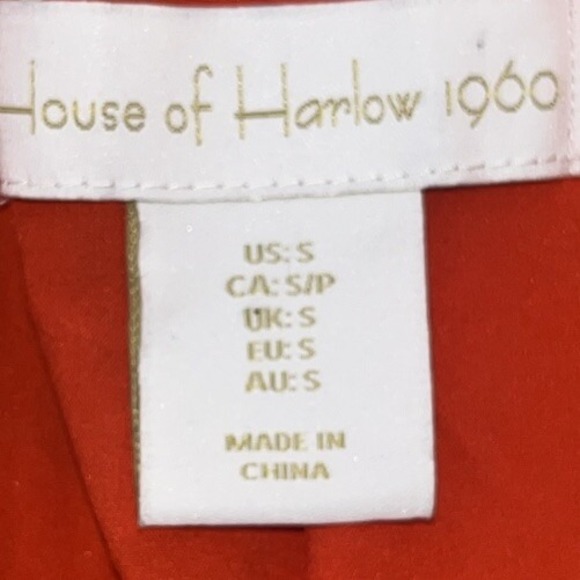 House of Harlow 1960
US: S
CA: S/P
UK: S
EU: S
AU: S
MADE IN
CHINA